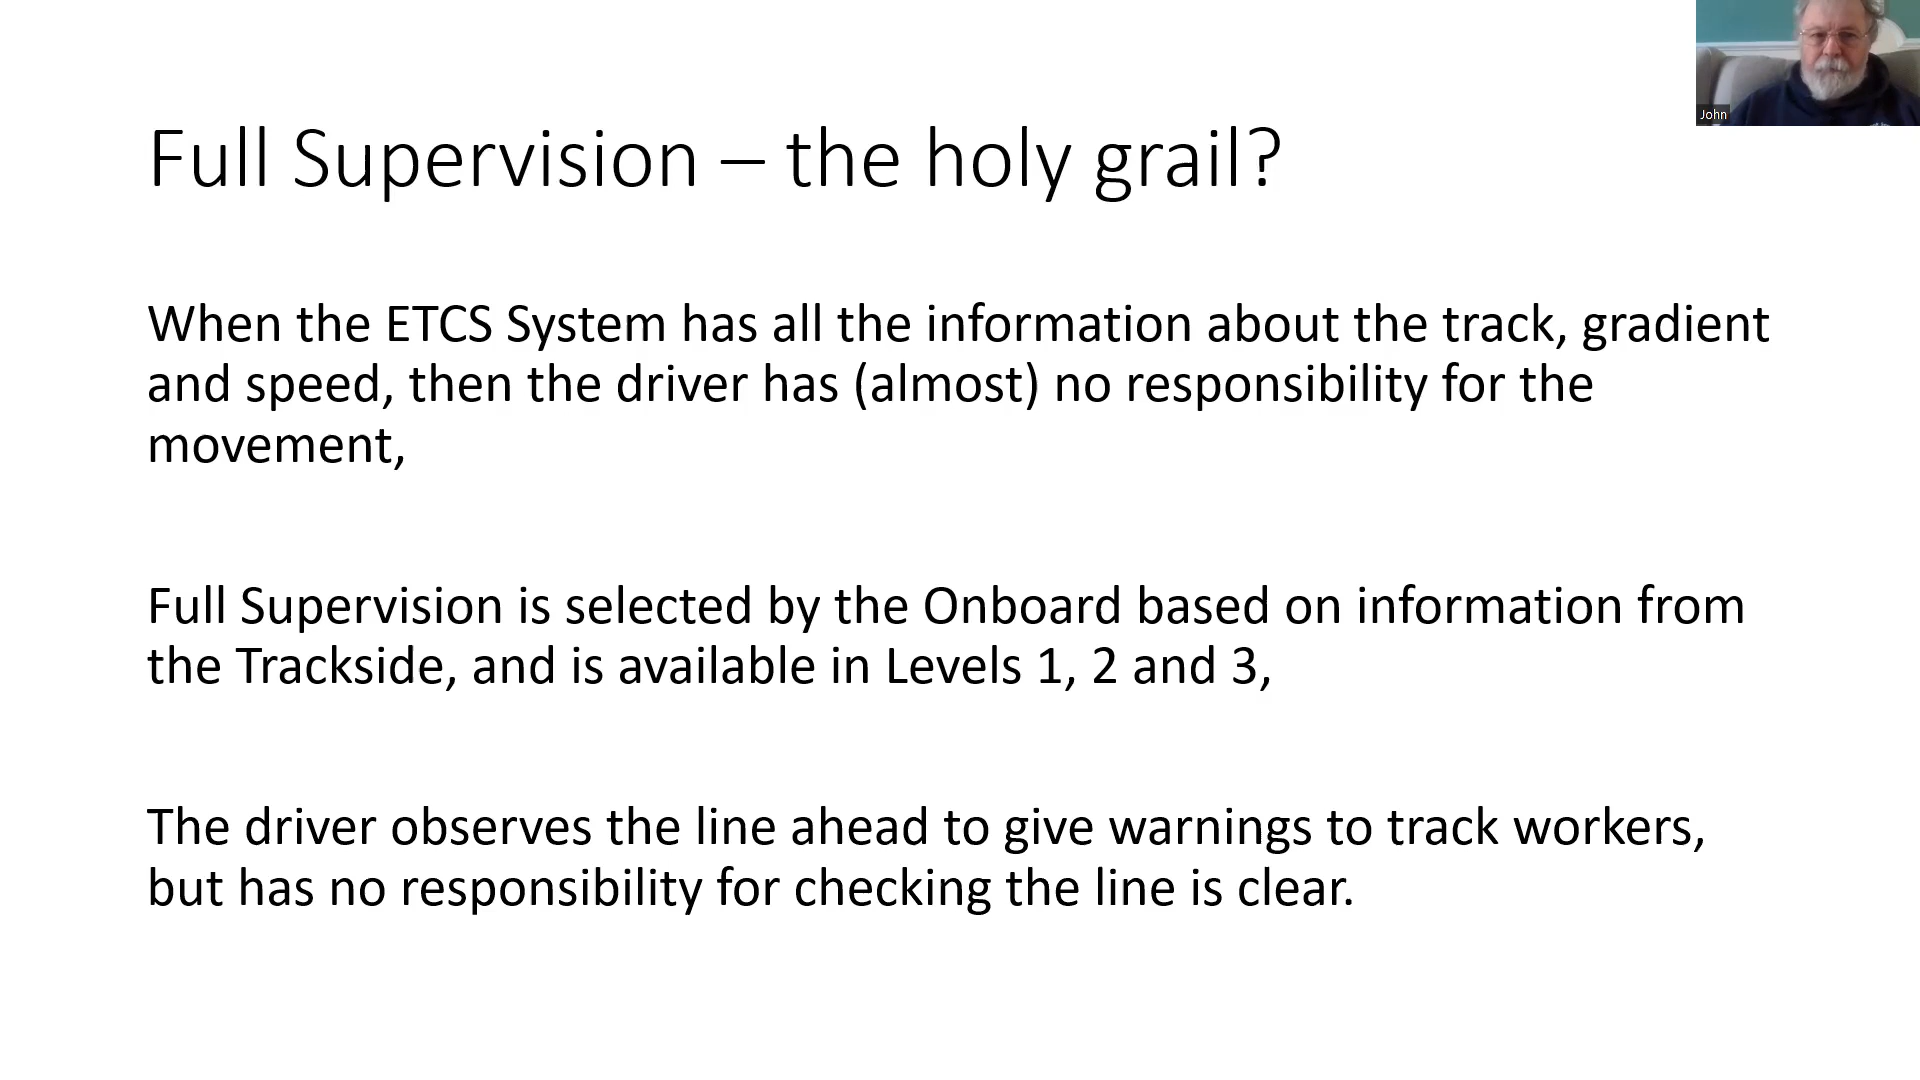 John
Full Supervision – the holy grail?
When the ETCS System has all the information about the track, gradient
and speed, then the driver has (almost) no responsibility for the
movement,
Full Supervision is selected by the Onboard based on information from
the Trackside, and is available in Levels 1, 2 and 3,
The driver observes the line ahead to give warnings to track workers,
but has no responsibility for checking the line is clear.